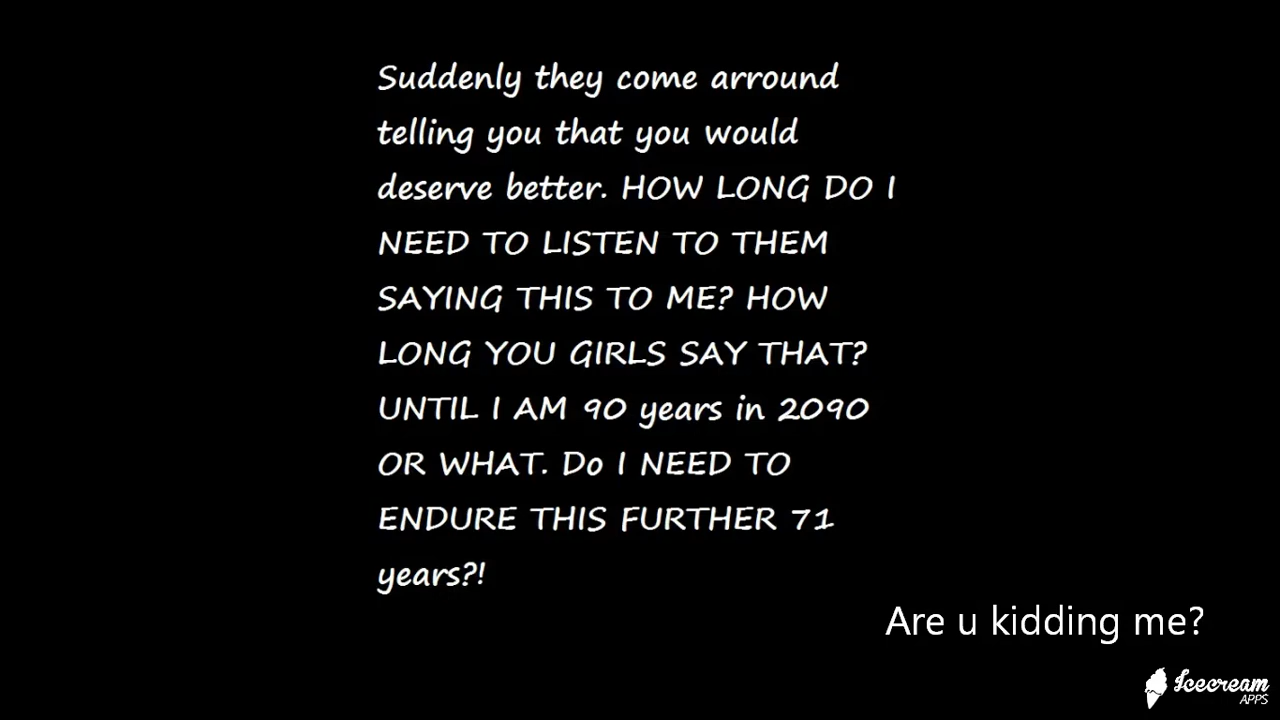 Suddenly they come arround
telling you that you would
deserve better. HOW LONG DO I
NEED TO LISTEN TO THEM
SAYING THIS TO ME? HOW
LONG YOU GIRLS SAY THAT?
UNTIL I AM 90 years in 2090
OR WHAT. Do I NEED TO
ENDURE THIS FURTHER 71
years?!
Are u kidding me?
Icecream
APPS